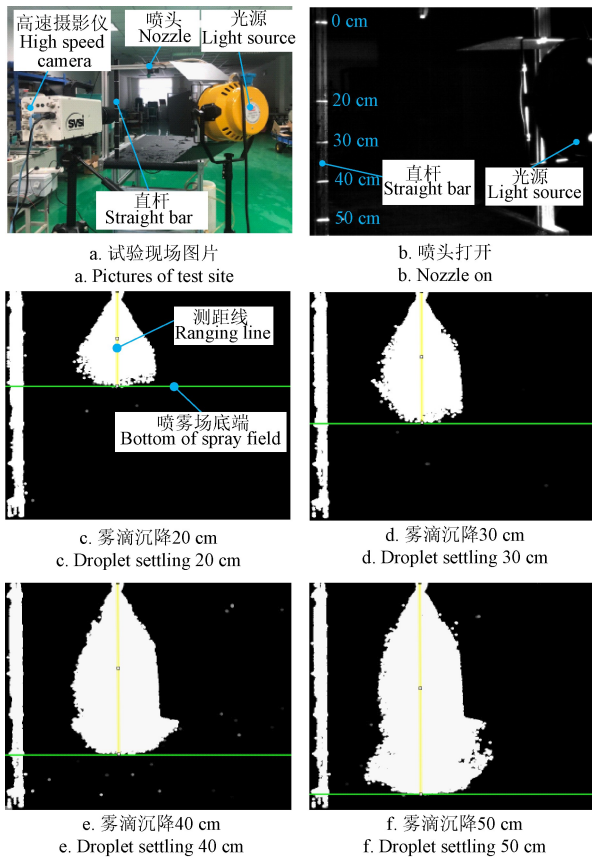 高速摄影仪
High speed
camera
喷头
Nozzle
光源
Light source
SVSi
直杆
Straight bar
a. 试验现场图片
a. Pictures of test site
0 cm
20 cm
30 cm
40 cm
50 cm
直杆
Straight bar
光源
Light source
b. 喷头打开
b. Nozzle on
测距线
Ranging line
喷雾场底端
Bottom of spray field
c. 雾滴沉降20 cm
c. Droplet settling 20 cm
d. 雾滴沉降30 cm
d. Droplet settling 30 cm
e. 雾滴沉降40 cm
e. Droplet settling 40 cm
f. 雾滴沉降50 cm
f. Droplet settling 50 cm